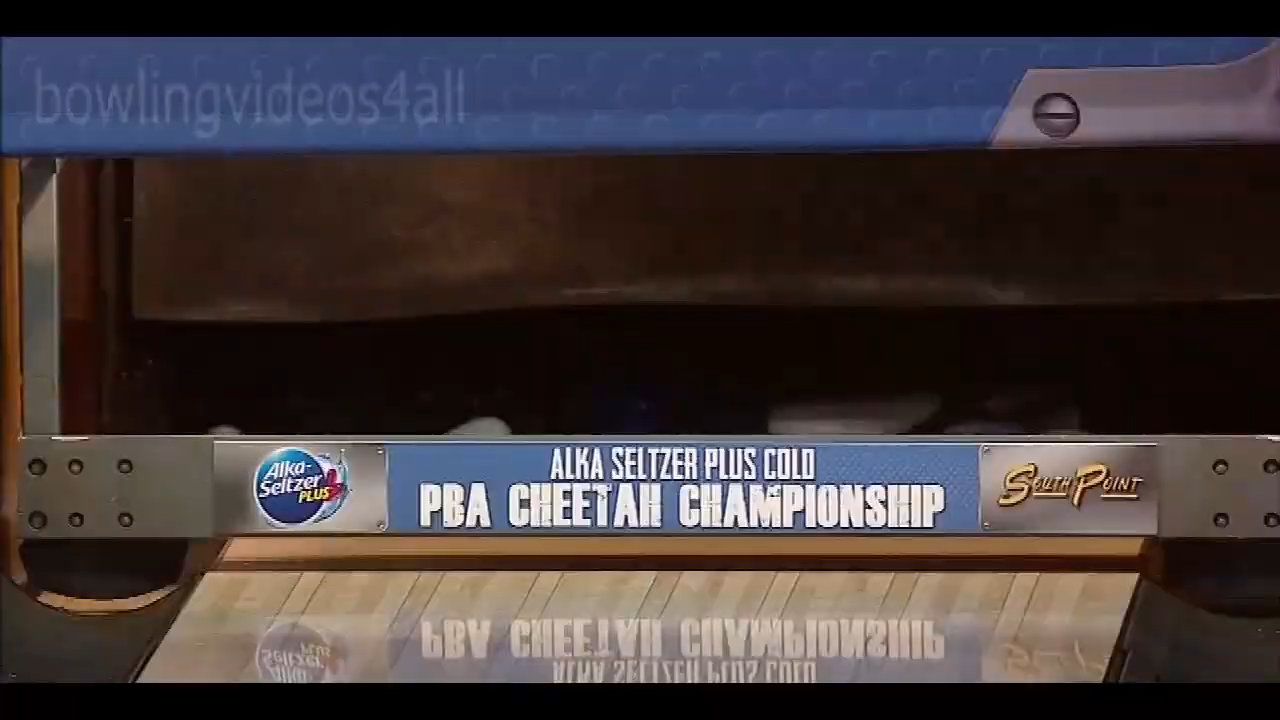 bowlingvideos4all
Alka-
Seltzer
PLUS
ALKA SELTZER PLUS COLD
PBA CHEETAH CHAMPIONSHIP
SOUTH POINT